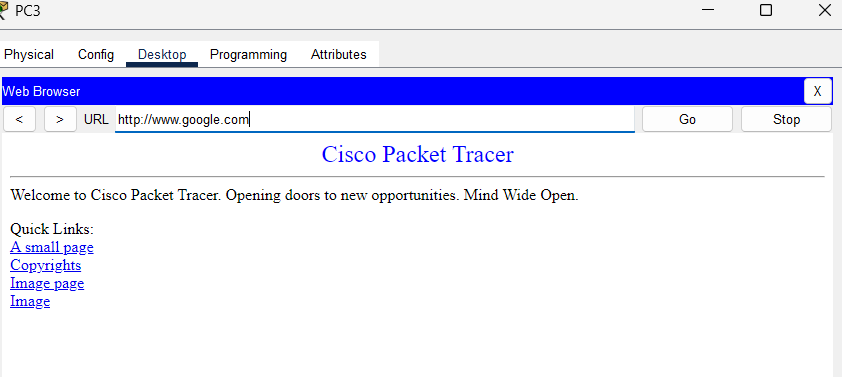 PC3
Physical Config Desktop Programming Attributes
Web Browser X
< > URL http://www.google.com Go Stop
Cisco Packet Tracer
Welcome to Cisco Packet Tracer. Opening doors to new opportunities. Mind Wide Open.
Quick Links:
A small page
Copyrights
Image page
Image